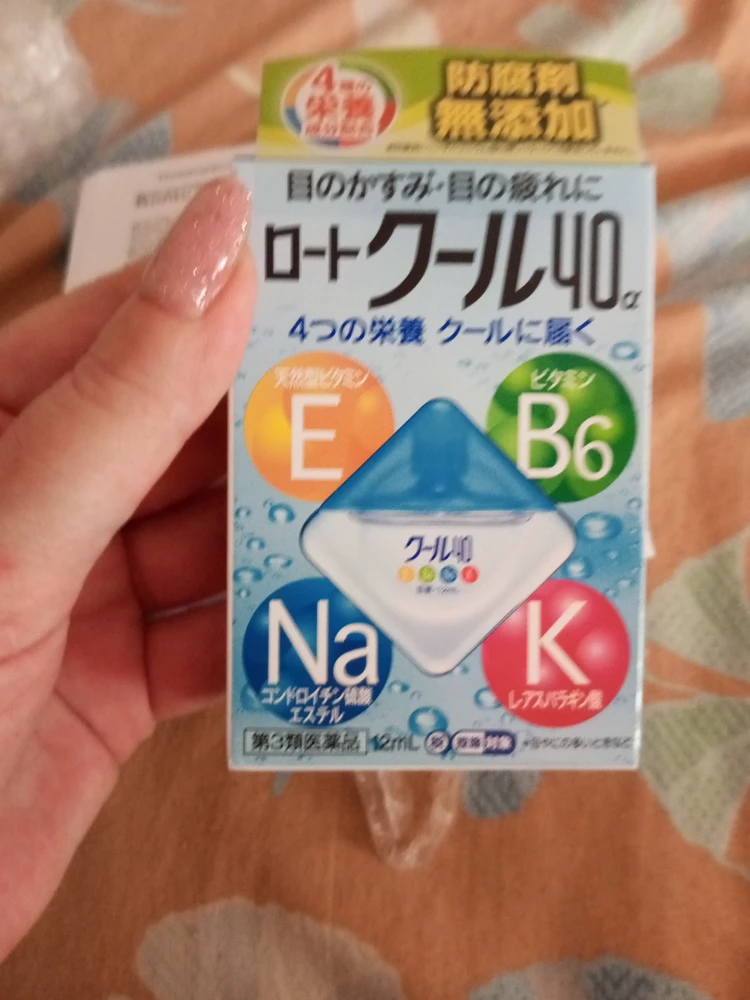 4種の
栄養
成分配合
防腐剤
無添加
目のかすみ・目の疲れに
ロート クール40α
4つの栄養 クールに届く
天然型ビタミン
E
ビタミン
B6
クール40
Na
コンドロイチン硫酸
エステル
K
L-アスパラギン酸
第3類医薬品 12mL